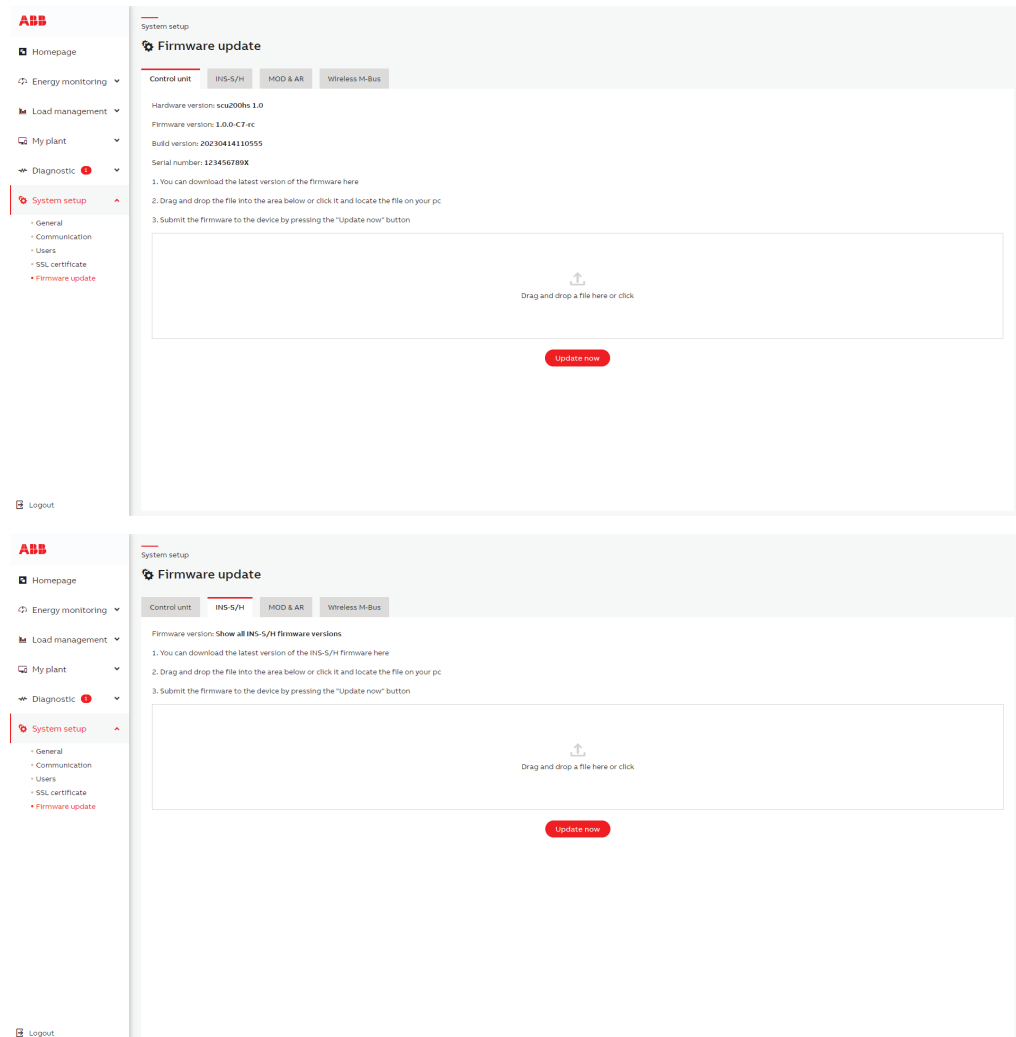 ABB
Homepage
Energy monitoring
Load management
My plant
Diagnostic 1
System setup
General
Communication
Users
SSL certificate
Firmware update
Logout
System setup
Firmware update
Control unit INS-S/H MOD & AR Wireless M-Bus
Hardware version: scu200hs 1.0
Firmware version: 1.0.0-C7-rc
Build version: 20230414110555
Serial number: 123456789X
1. You can download the latest version of the firmware here
2. Drag and drop the file into the area below or click it and locate the file on your pc
3. Submit the firmware to the device by pressing the "Update now" button
Drag and drop a file here or click
Update now
ABB
Homepage
Energy monitoring
Load management
My plant
Diagnostic 1
System setup
General
Communication
Users
SSL certificate
Firmware update
Logout
System setup
Firmware update
Control unit INS-S/H MOD & AR Wireless M-Bus
Firmware version: Show all INS-S/H firmware versions
1. You can download the latest version of the INS-S/H firmware here
2. Drag and drop the file into the area below or click it and locate the file on your pc
3. Submit the firmware to the device by pressing the "Update now" button
Drag and drop a file here or click
Update now